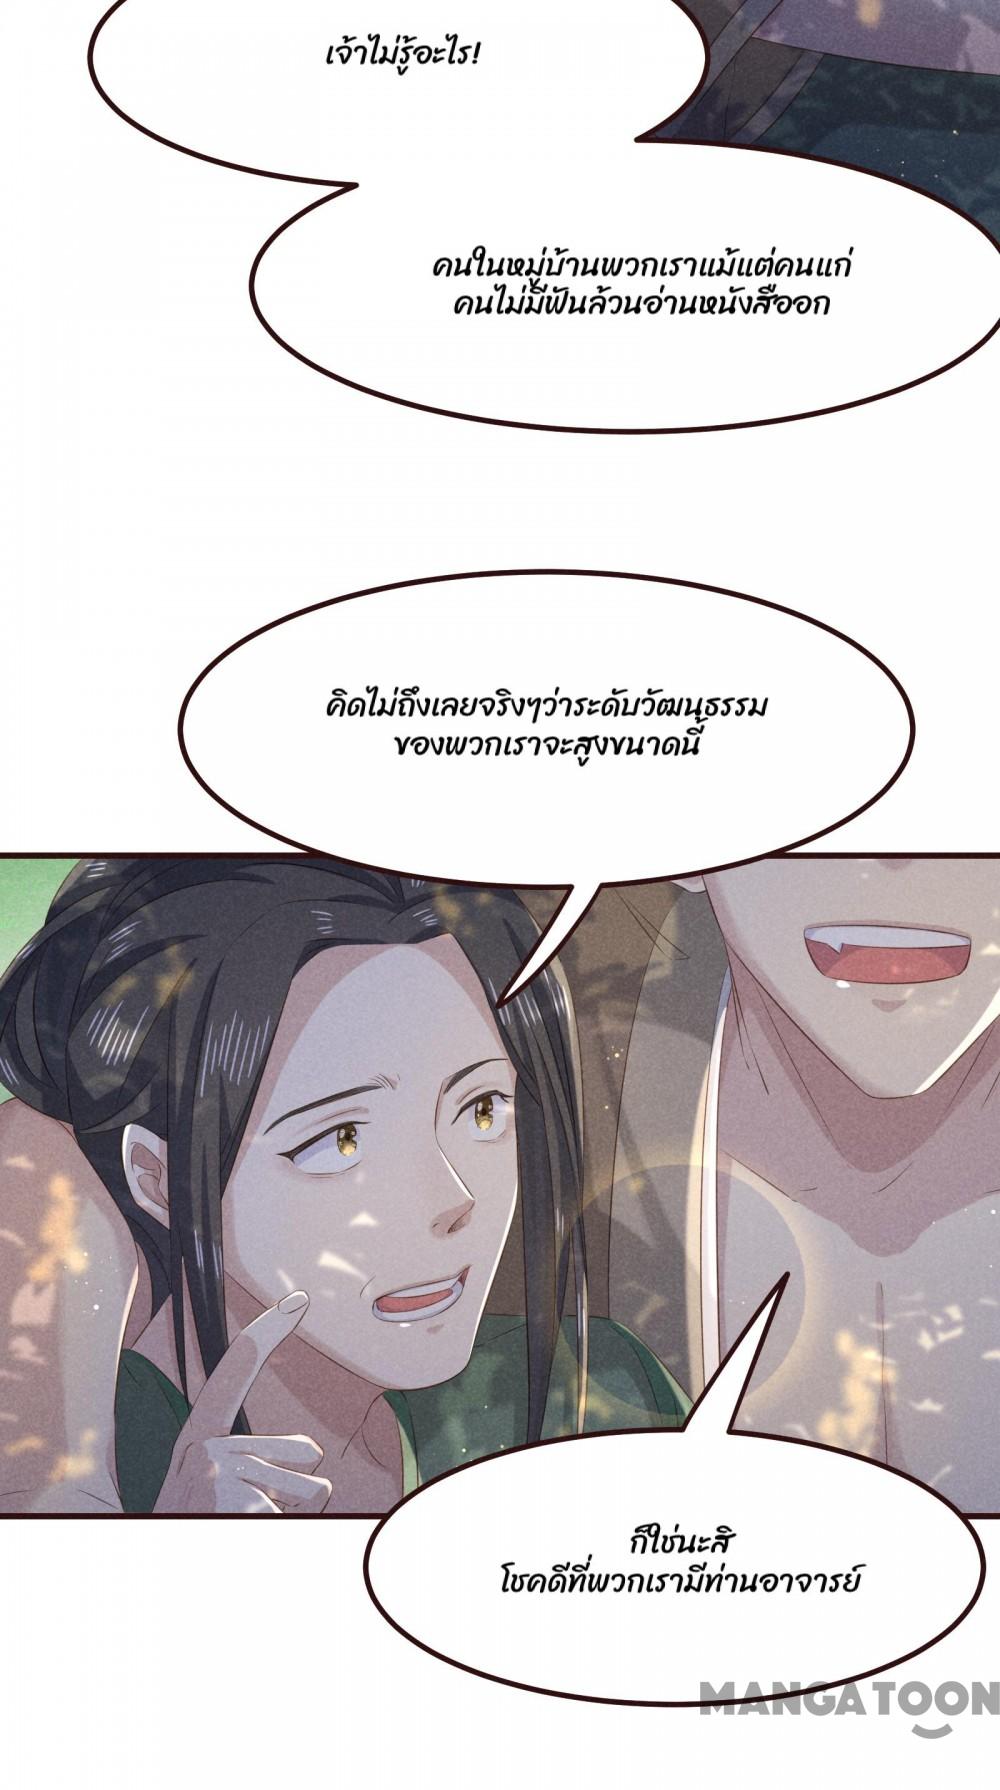 เจ้าไม่รู้อะไร!
คนในหมู่บ้านพวกเราแม้แต่คนแก่
คนไม่มีฟันล้วนอ่านหนังสือออก
คิดไม่ถึงเลยจริงๆว่าระดับวัฒนธรรม
ของพวกเราจะสูงขนาดนี้
ก็ใช่น่ะสิ
โชคดีที่พวกเรามีท่านอาจารย์
MANGATOON